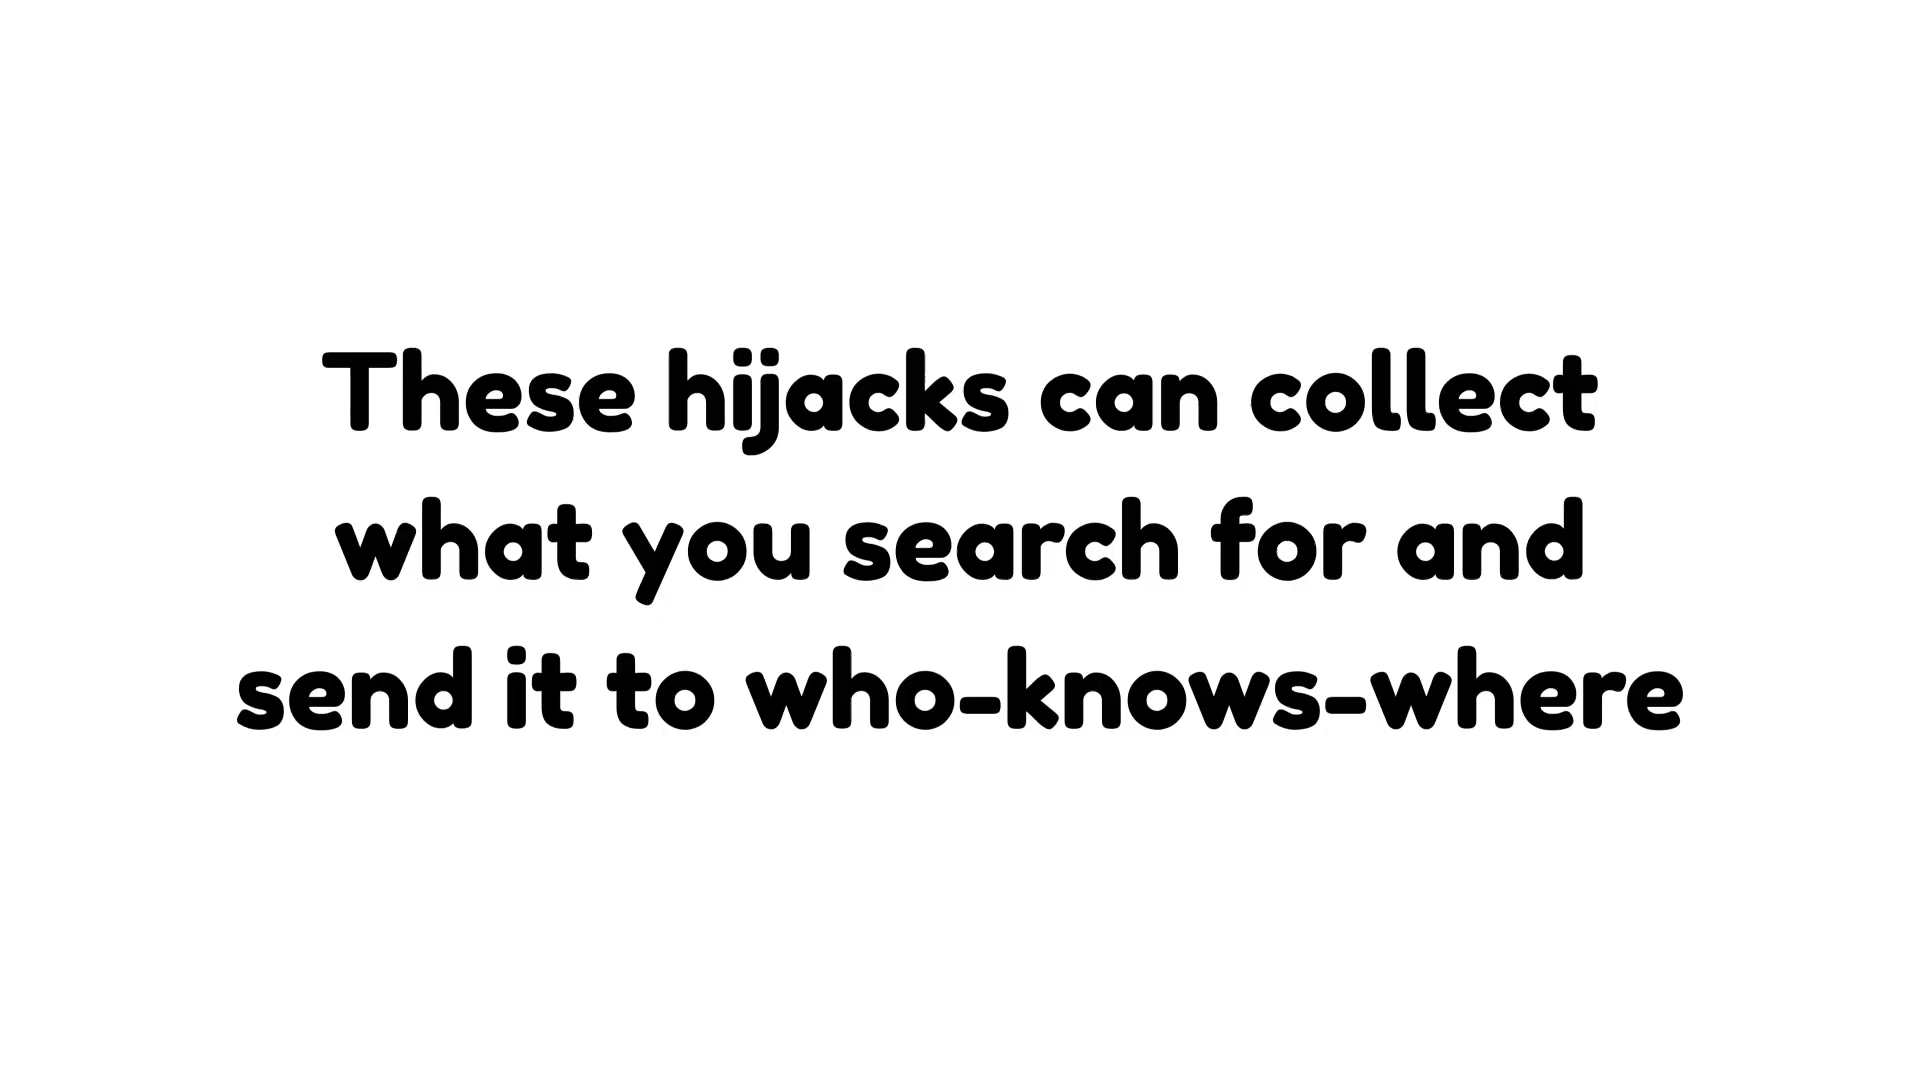 These hijacks can collect
what you search for and
send it to who-knows-where